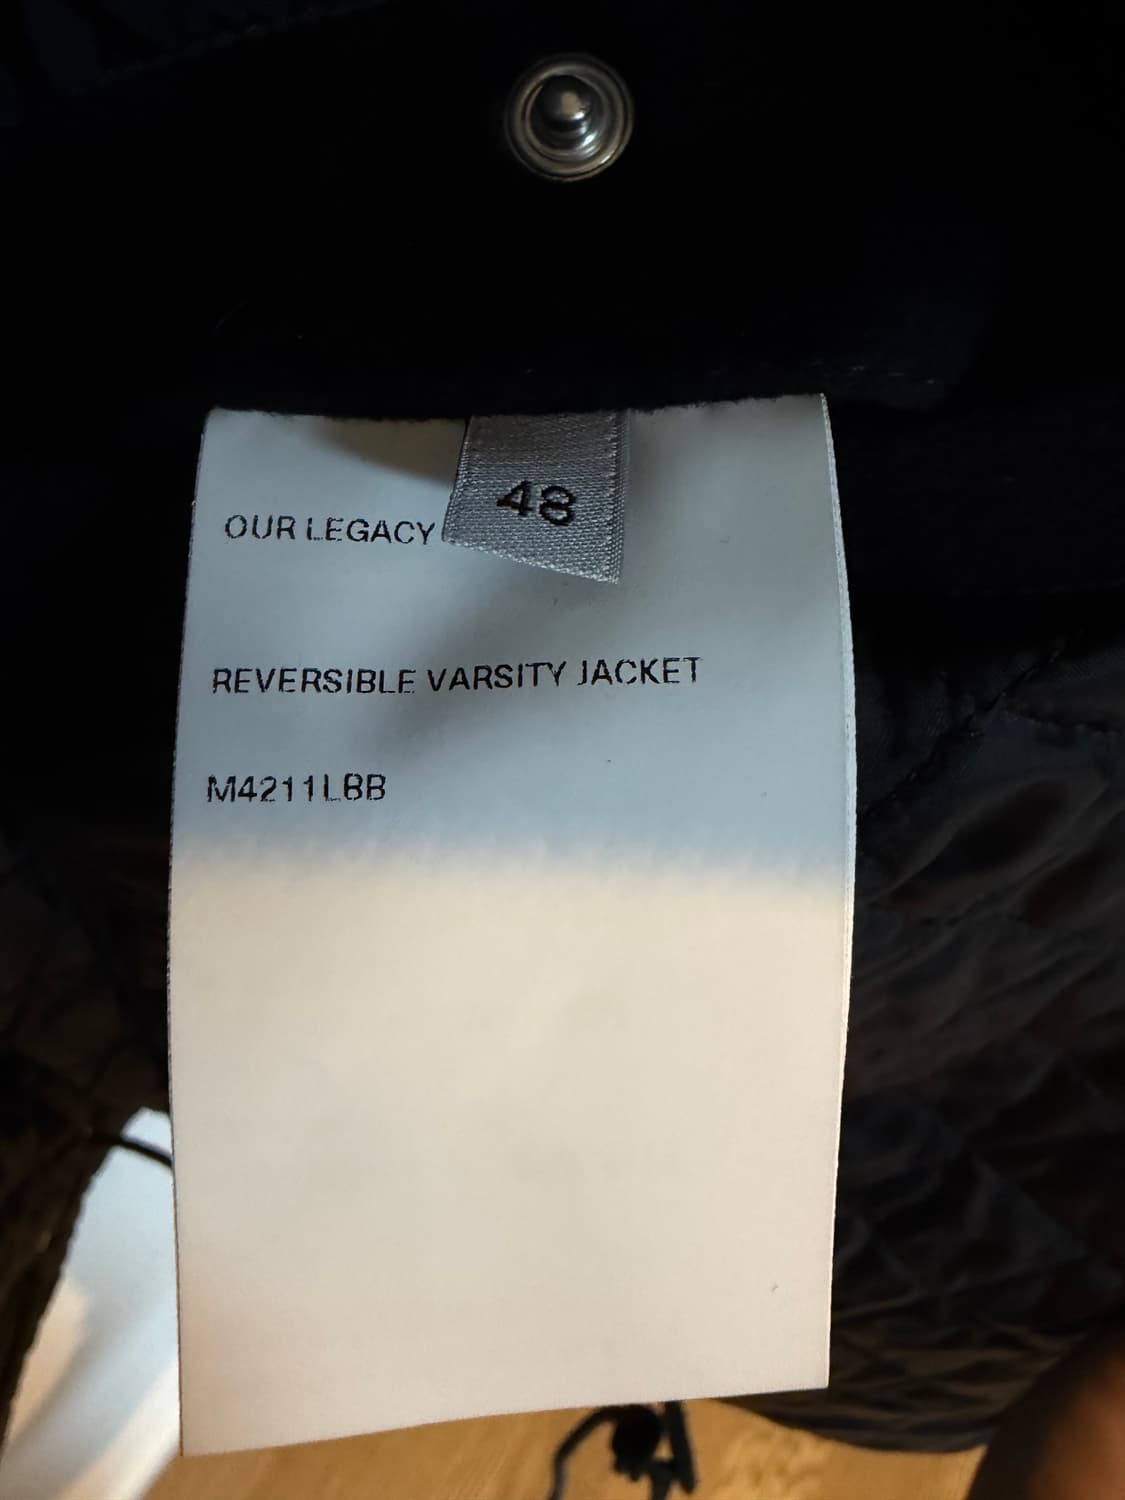 48
OUR LEGACY
REVERSIBLE VARSITY JACKET
M4211LBB